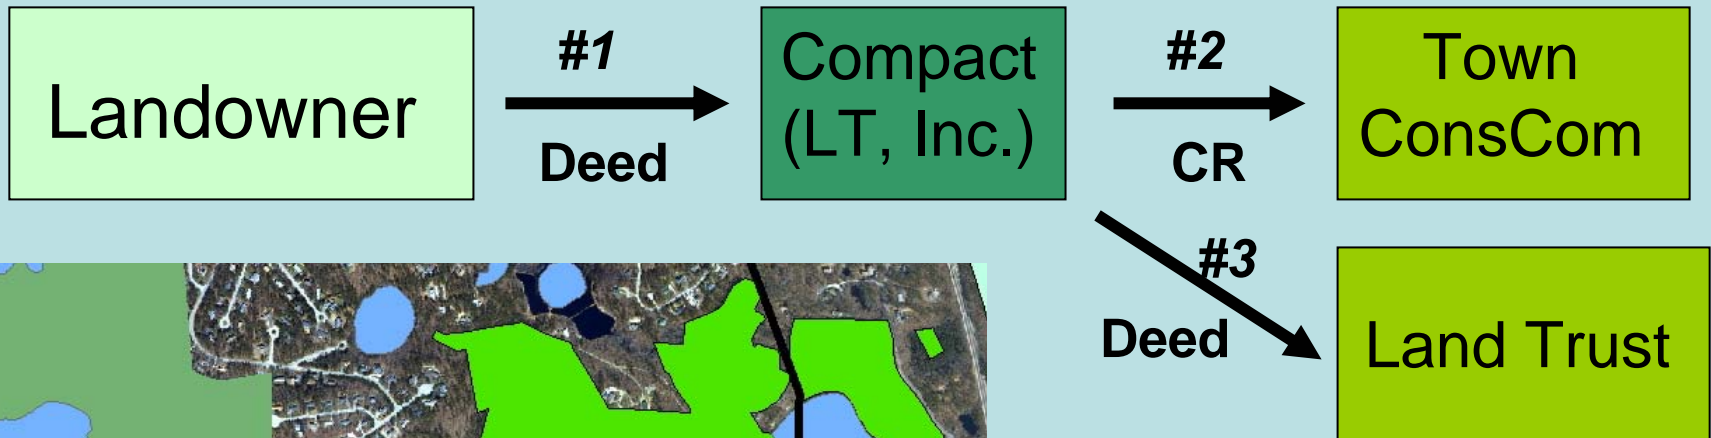 Landowner
#1
Deed
Compact
(LT, Inc.)
#2
CR
Town
ConsCom
#3
Deed
Land Trust